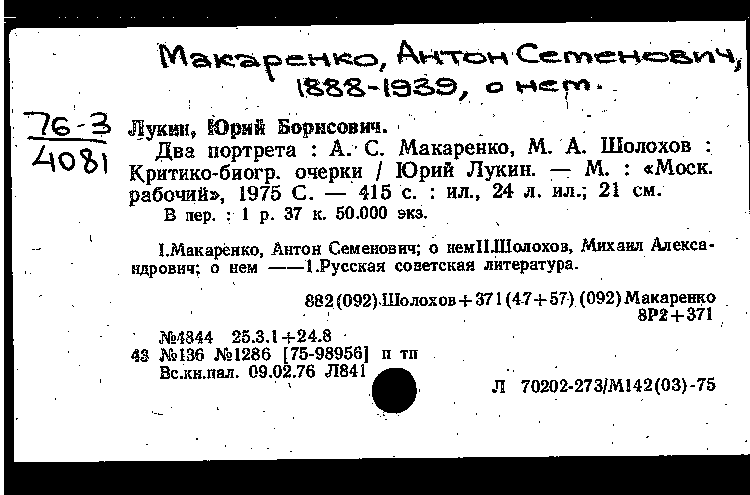 Макаренко, Антон Семенович,
1888-1939, о нем.
76-3
4081
Лукин, Юрий Борисович.
Два портрета : А. С. Макаренко, М. А. Шолохов :
Критико-биогр. очерки / Юрий Лукин. — М. : «Моск.
рабочий», 1975 С. — 415 с. : ил., 24 л. ил.; 21 см.
В пер. : 1 р. 37 к. 50.000 экз.
I.Макаренко, Антон Семенович; о немII.Шолохов, Михаил Алекса-
ндрович; о нем ——1.Русская советская литература.
882(092).Шолохов+371(47+57)(092)Макаренко
8Р2+371
№4844 25.3.1+24.8
43 №136 №1286 [75-98956] п тп
Вс.кн.пал. 09.02.76 Л841
Л 70202-273/М142(03)-75